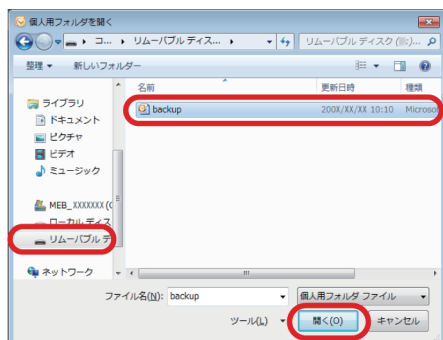 個人用フォルダを開く
コ... リムーバブル ディス...
リムーバブル ディスク (
)... の検索
整理 新しいフォルダー
名前 更新日時 種類
backup 200X/XX/XX 10:10 Microsof
ライブラリ
ドキュメント
ピクチャ
ビデオ
ミュージック
MEB_XXXXXXX (C
ローカル ディス
リムーバブル デ
ネットワーク
ファイル名(N): backup 個人用フォルダ ファイル
ツール(L) 開く(O) キャンセル